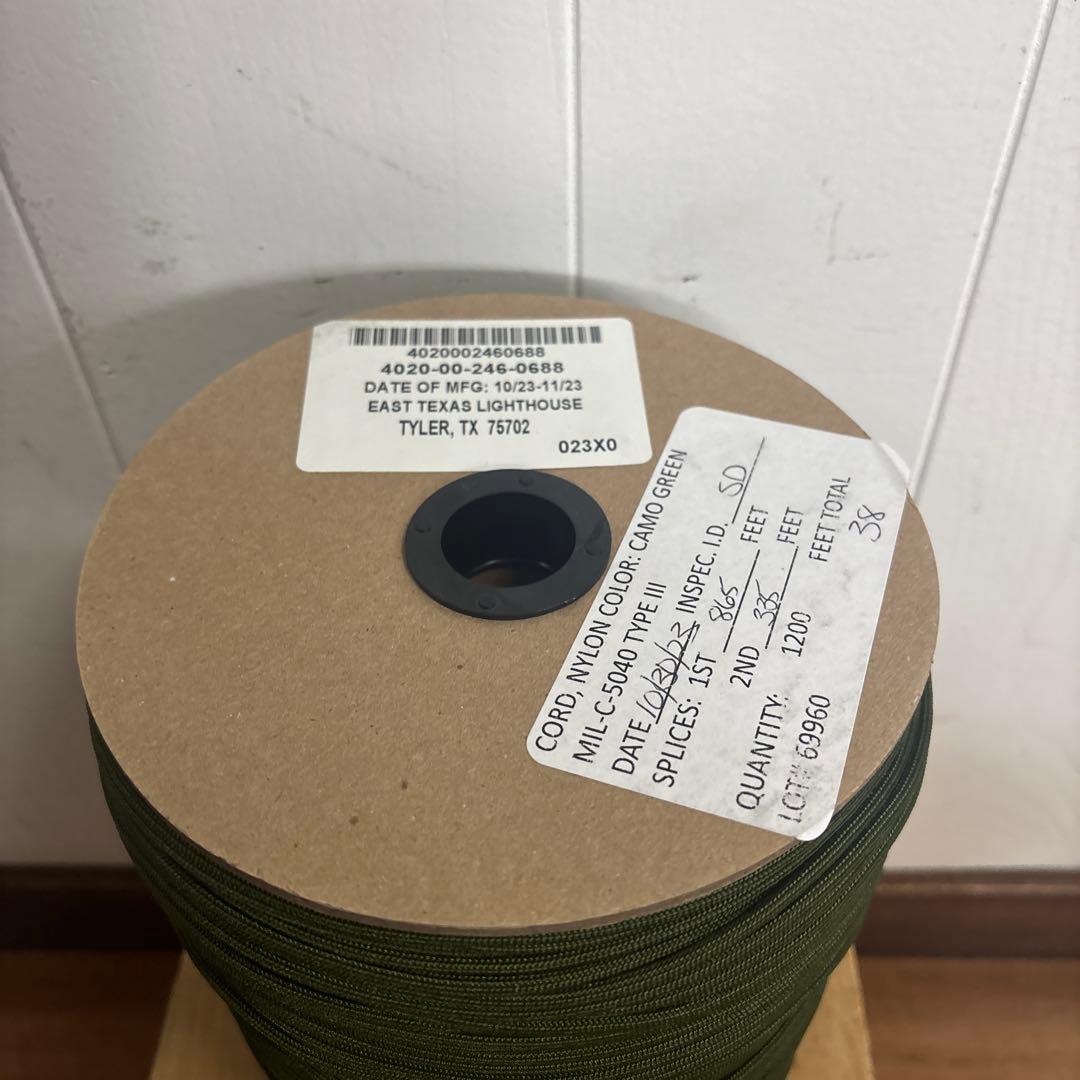 4020002460688
4020-00-246-0688
DATE OF MFG: 10/23-11/23
EAST TEXAS LIGHTHOUSE
TYLER, TX 75702
023X0
CORD, NYLON COLOR: CAMO GREEN
MIL-C-5040 TYPE III
DATE 10/30/23 INSPEC. I.D. SD
SPLICES: 1ST 865 FEET
2ND 335 FEET
QUANTITY: 1200 FEET TOTAL
LOT# 69960 38